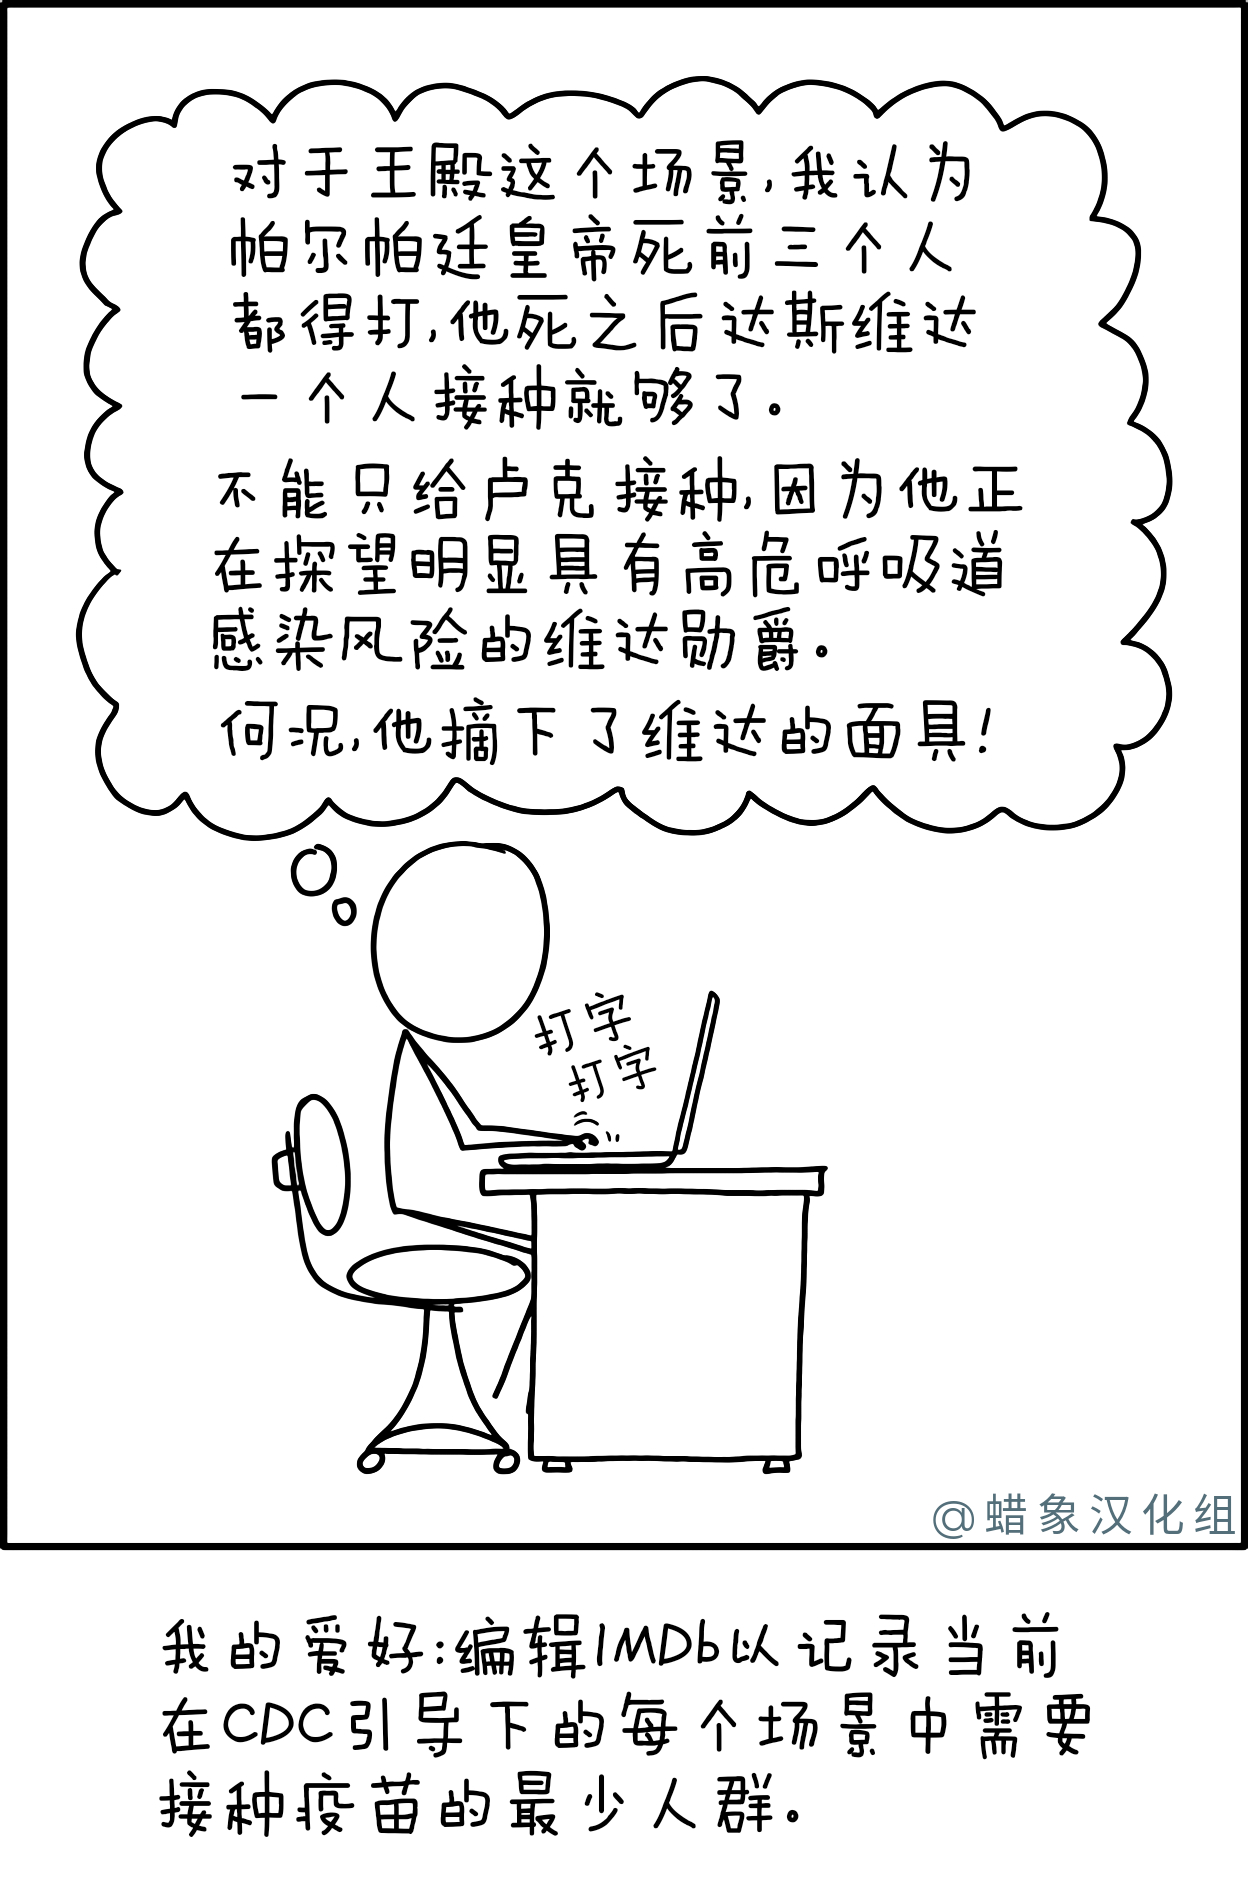 对于王殿这个场景,我认为
帕尔帕廷皇帝死前三个人
都得打,他死之后达斯维达
一个人接种就够了。
不能只给卢克接种,因为他正
在探望明显具有高危呼吸道
感染风险的维达勋爵。
何况,他摘下了维达的面具!
打字
打字
@蜡象汉化组
我的爱好:编辑IMDb以记录当前
在CDC引导下的每个场景中需要
接种疫苗的最少人群。